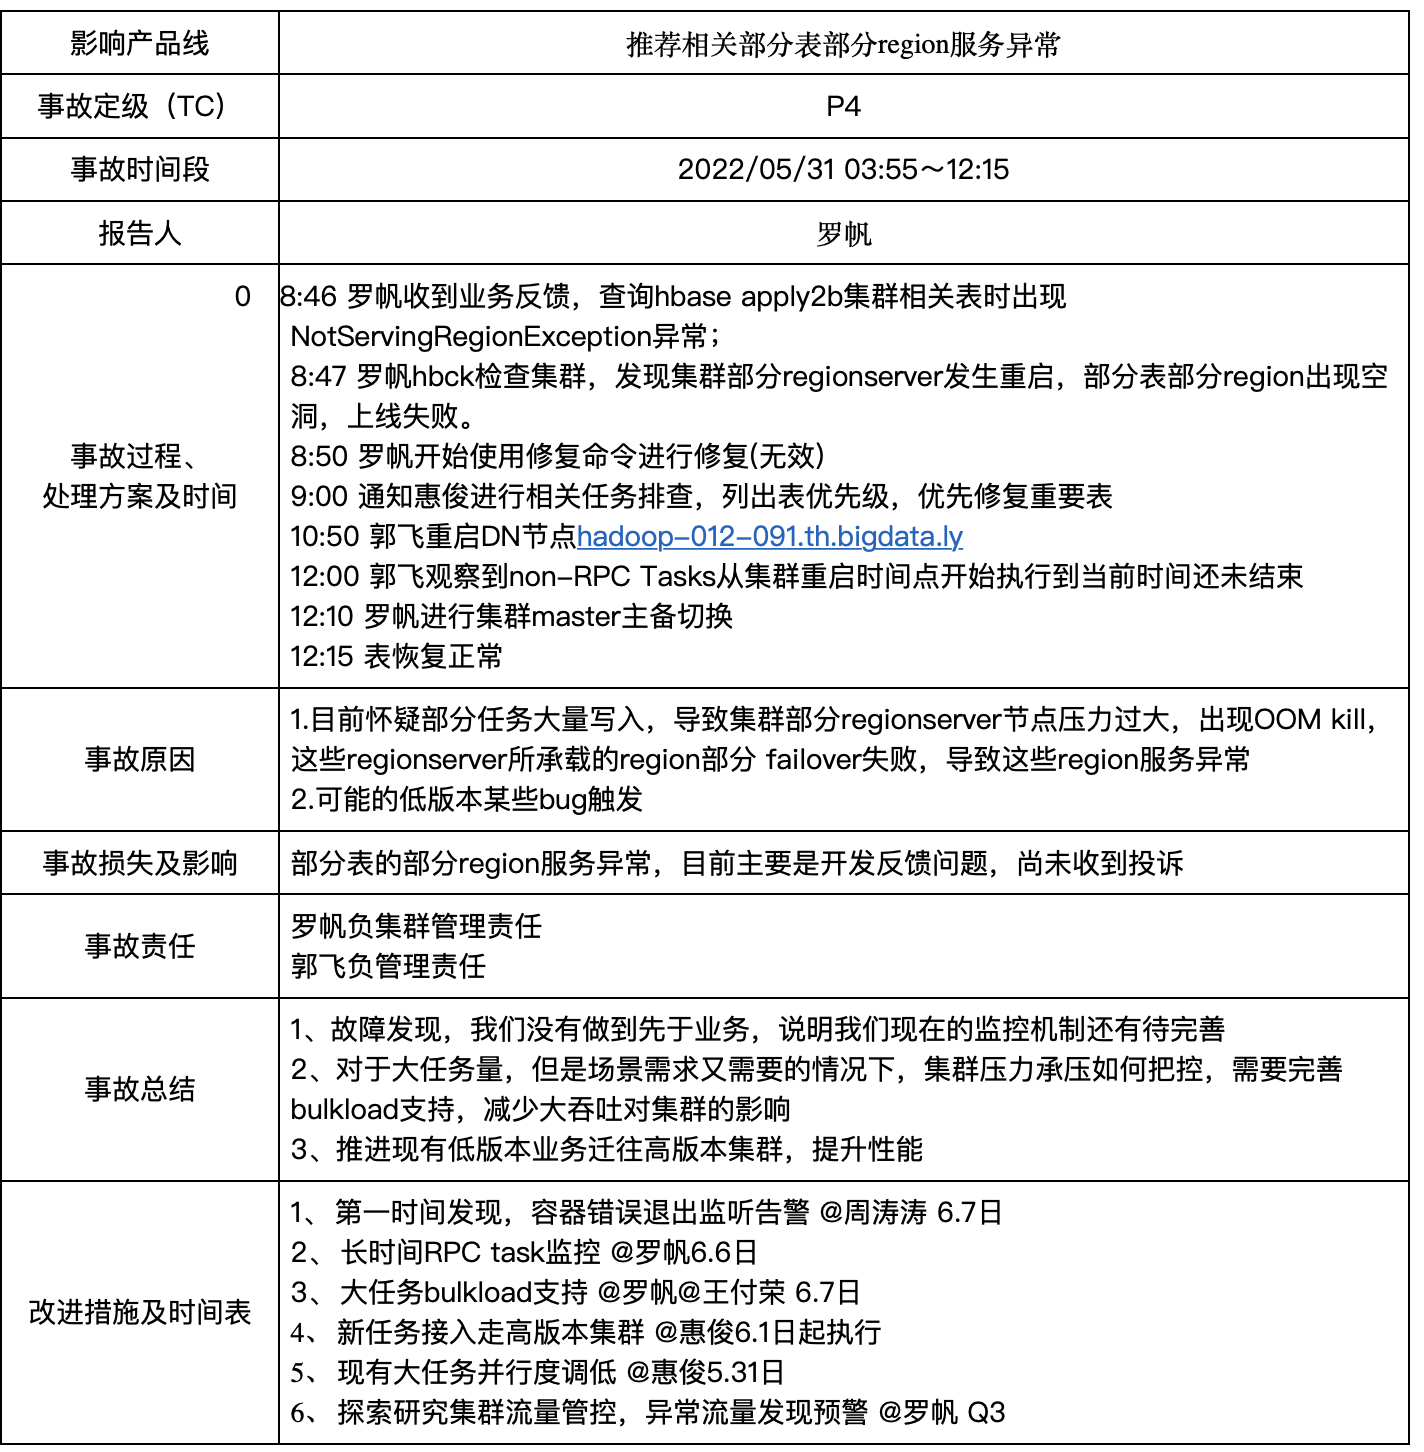 影响产品线
推荐相关部分表部分region服务异常
事故定级（TC）
P4
事故时间段
2022/05/31 03:55～12:15
报告人
罗帆
事故过程、
处理方案及时间
0 8:46 罗帆收到业务反馈，查询hbase apply2b集群相关表时出现
NotServingRegionException异常；
8:47 罗帆hbck检查集群，发现集群部分regionserver发生重启，部分表部分region出现空
洞，上线失败。
8:50 罗帆开始使用修复命令进行修复(无效)
9:00 通知惠俊进行相关任务排查，列出表优先级，优先修复重要表
10:50 郭飞重启DN节点hadoop-012-091.th.bigdata.ly
12:00 郭飞观察到non-RPC Tasks从集群重启时间点开始执行到当前时间还未结束
12:10 罗帆进行集群master主备切换
12:15 表恢复正常
事故原因
1.目前怀疑部分任务大量写入，导致集群部分regionserver节点压力过大，出现OOM kill，
这些regionserver所承载的region部分 failover失败，导致这些region服务异常
2.可能的低版本某些bug触发
事故损失及影响
部分表的部分region服务异常，目前主要是开发反馈问题，尚未收到投诉
事故责任
罗帆负集群管理责任
郭飞负管理责任
事故总结
1、故障发现，我们没有做到先于业务，说明我们现在的监控机制还有待完善
2、对于大任务量，但是场景需求又需要的情况下，集群压力承压如何把控，需要完善
bulkload支持，减少大吞吐对集群的影响
3、推进现有低版本业务迁往高版本集群，提升性能
改进措施及时间表
1、 第一时间发现，容器错误退出监听告警 @周涛涛 6.7日
2、 长时间RPC task监控 @罗帆6.6日
3、 大任务bulkload支持 @罗帆@王付荣 6.7日
4、 新任务接入走高版本集群 @惠俊6.1日起执行
5、 现有大任务并行度调低 @惠俊5.31日
6、 探索研究集群流量管控，异常流量发现预警 @罗帆 Q3